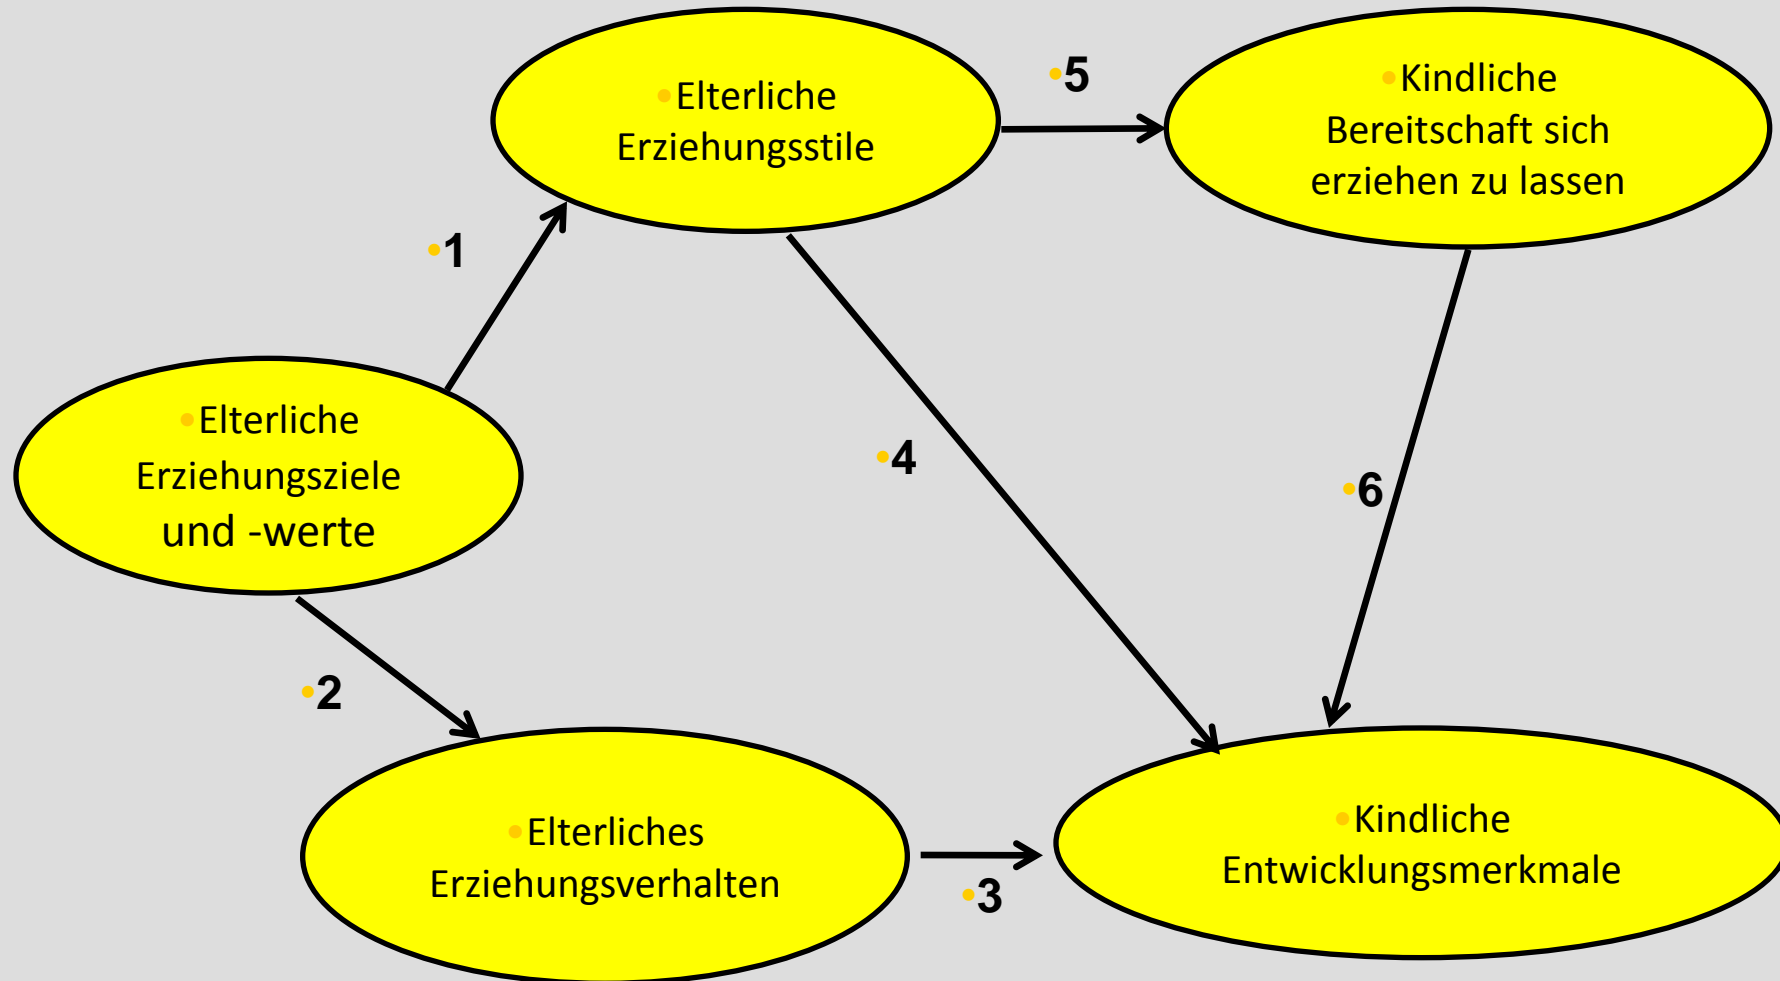 •Elterliche
Erziehungsstile
•5
•Kindliche
Bereitschaft sich
erziehen zu lassen
•1
•Elterliche
Erziehungsziele
und -werte
•4
•6
•2
•Elterliches
Erziehungsverhalten
•3
•Kindliche
Entwicklungsmerkmale